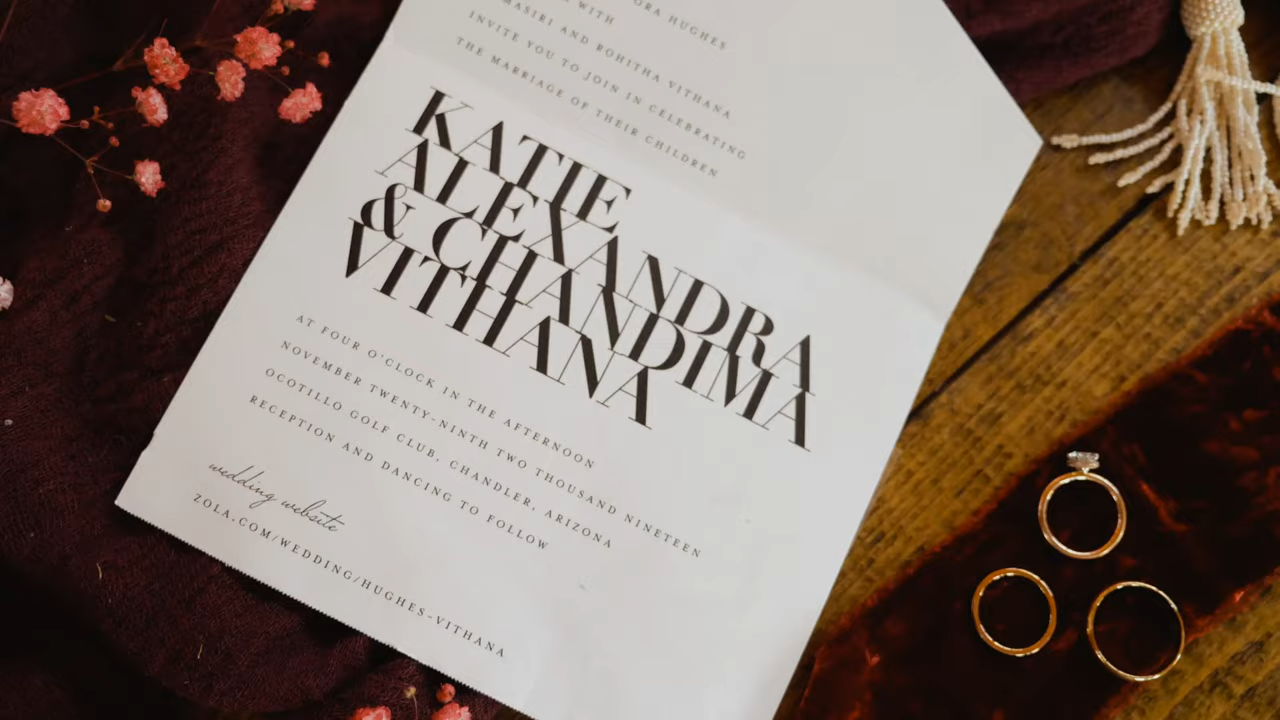 ORA HUGHES
WITH
MASIRI AND ROHITHA VITHANA
INVITE YOU TO JOIN IN CELEBRATING
THE MARRIAGE OF THEIR CHILDREN
KATIE
ALEXANDRA
& CHANDIMA
VITHANA
AT FOUR O'CLOCK IN THE AFTERNOON
NOVEMBER TWENTY-NINTH TWO THOUSAND NINETEEN
OCOTILLO GOLF CLUB, CHANDLER, ARIZONA
RECEPTION AND DANCING TO FOLLOW
wedding website
ZOLA.COM/WEDDING/HUGHES-VITHANA